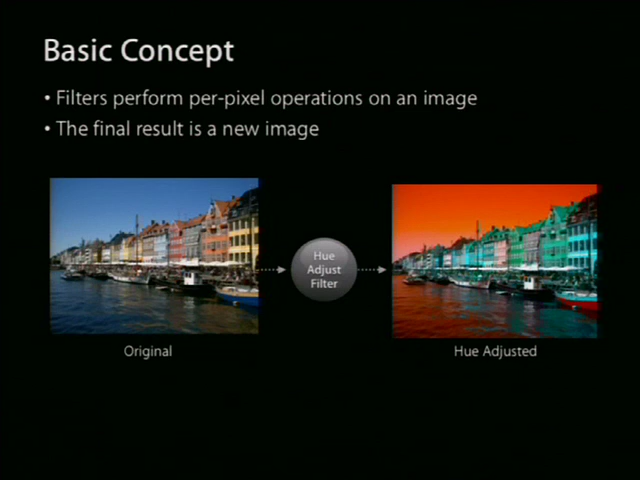 Basic Concept
• Filters perform per-pixel operations on an image
• The final result is a new image
Hue
Adjust
Filter
Original
Hue Adjusted